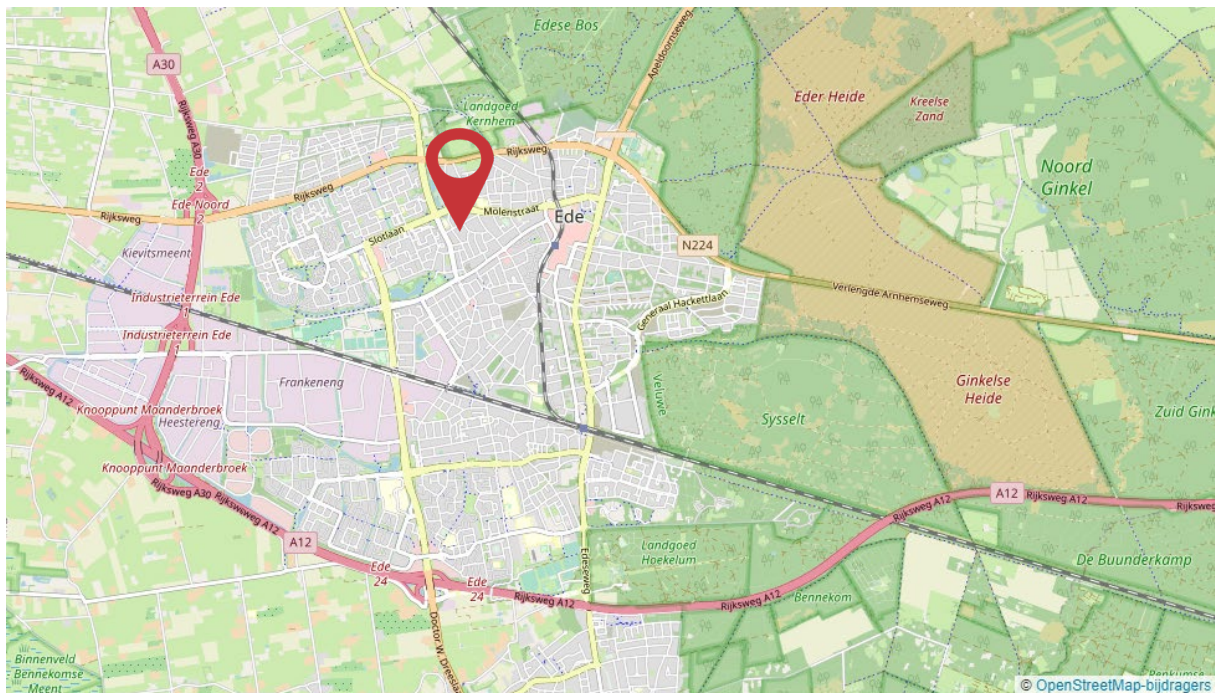 Edese Bos
A30
Rijksweg A30
Apeldoornseweg
Eder Heide
Kreelse
Zand
Landgoed
Kernhem
Noord
Ginkel
Rijksweg
Ede
2
Ede Noord
2
Rijksweg
Rijksweg
Molenstraat
Ede
Slotlaan
N224
Kievitsmeent
Verlengde Arnhemseweg
Industrieterrein Ede
1
Generaal Hackettlaan
Industrieterrein Ede
1
Rijksweg A12
Frankeneng
Veluwe
Ginkelse
Heide
Knooppunt Maanderbroek
Heestereng
Sysselt
Zuid Gink
Knooppunt Maanderbroek
Rijksweg A30
Rijksweg A12
A12
Rijksweg A12
Rijksweg
Rijksweg A12
A12
Landgoed
Hoekelum
De Buunderkamp
Ede
24
Ede
24
Edeseweg
Rijksweg A12
Rijksweg A12
Bennekom
Doctor W. Dreeslaa
Binnenveld
Bennekomse
Meent
© OpenStreetMap-bijdragers